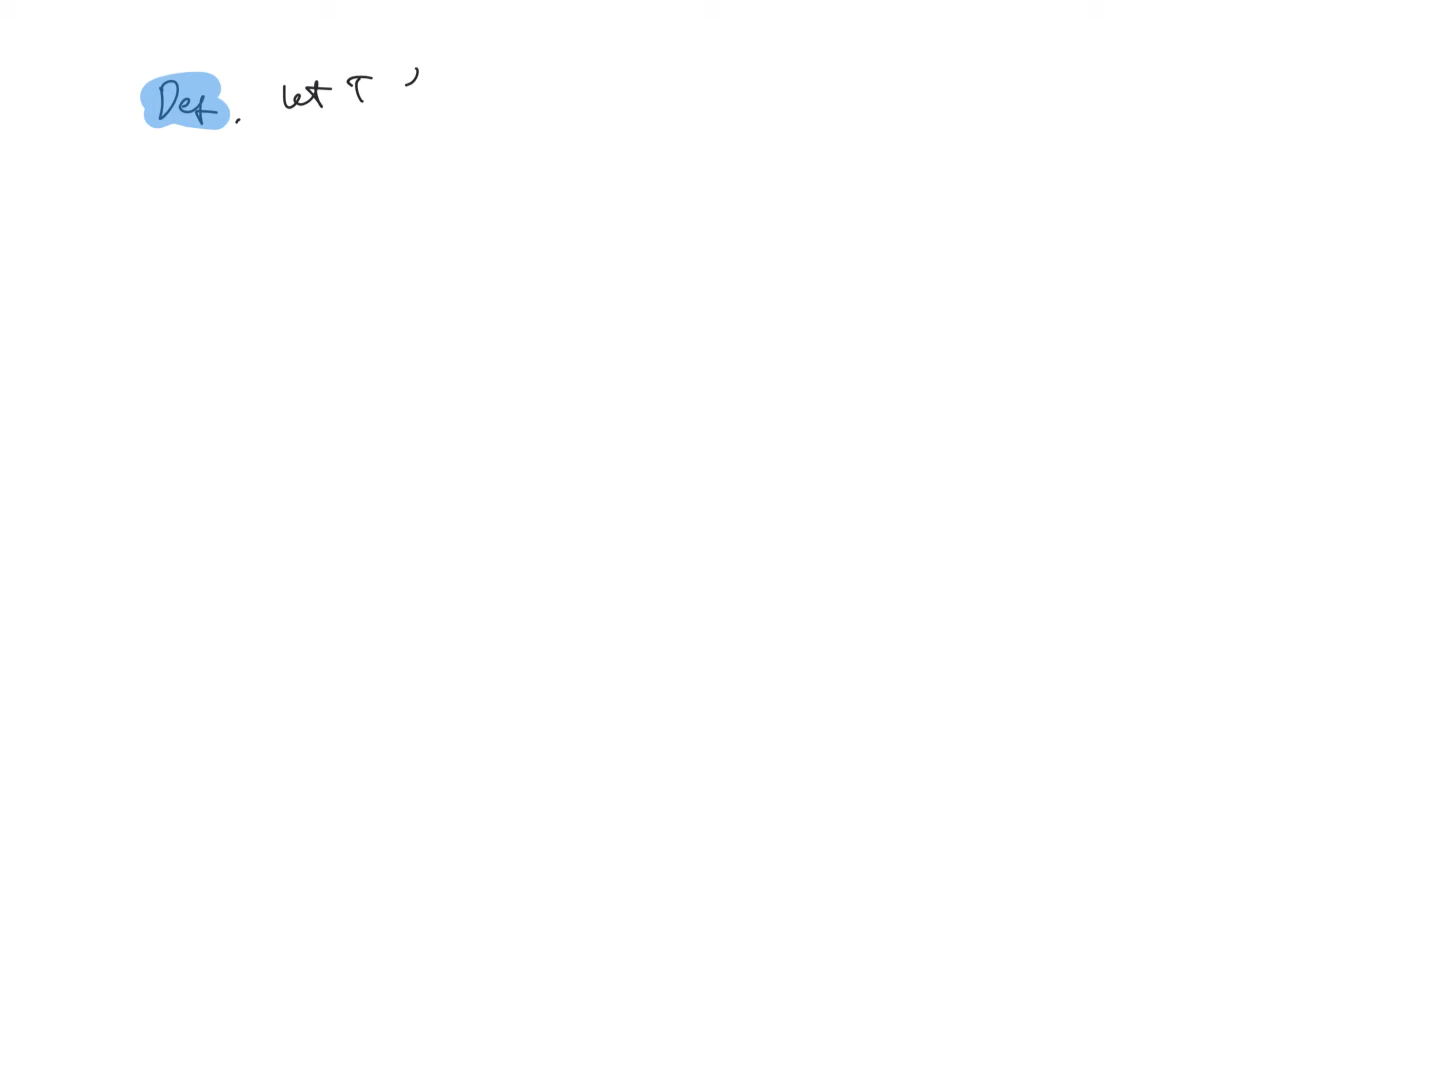 Def. let τ